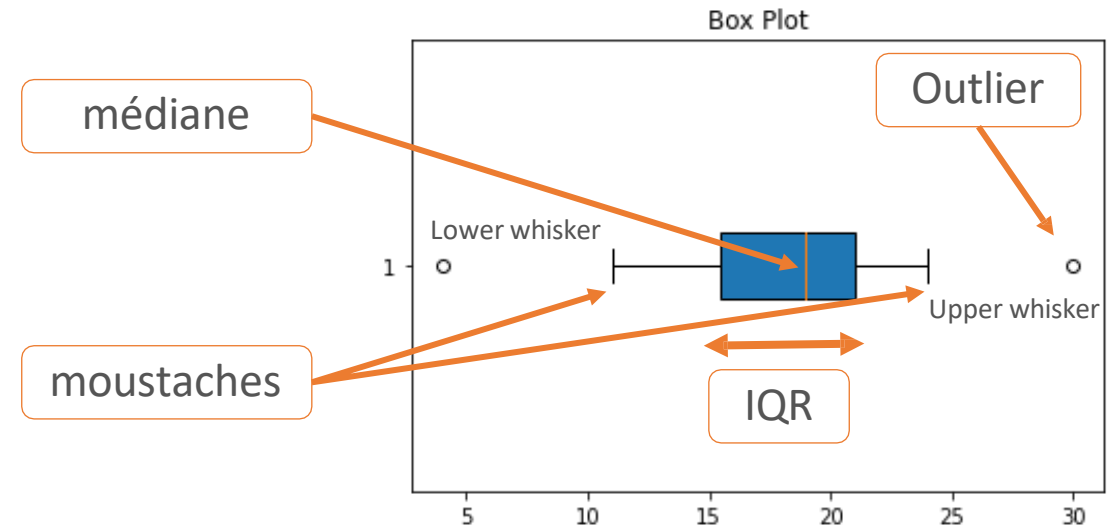 Box Plot
médiane
Outlier
Lower whisker
1
Upper whisker
moustaches
IQR
5 10 15 20 25 30